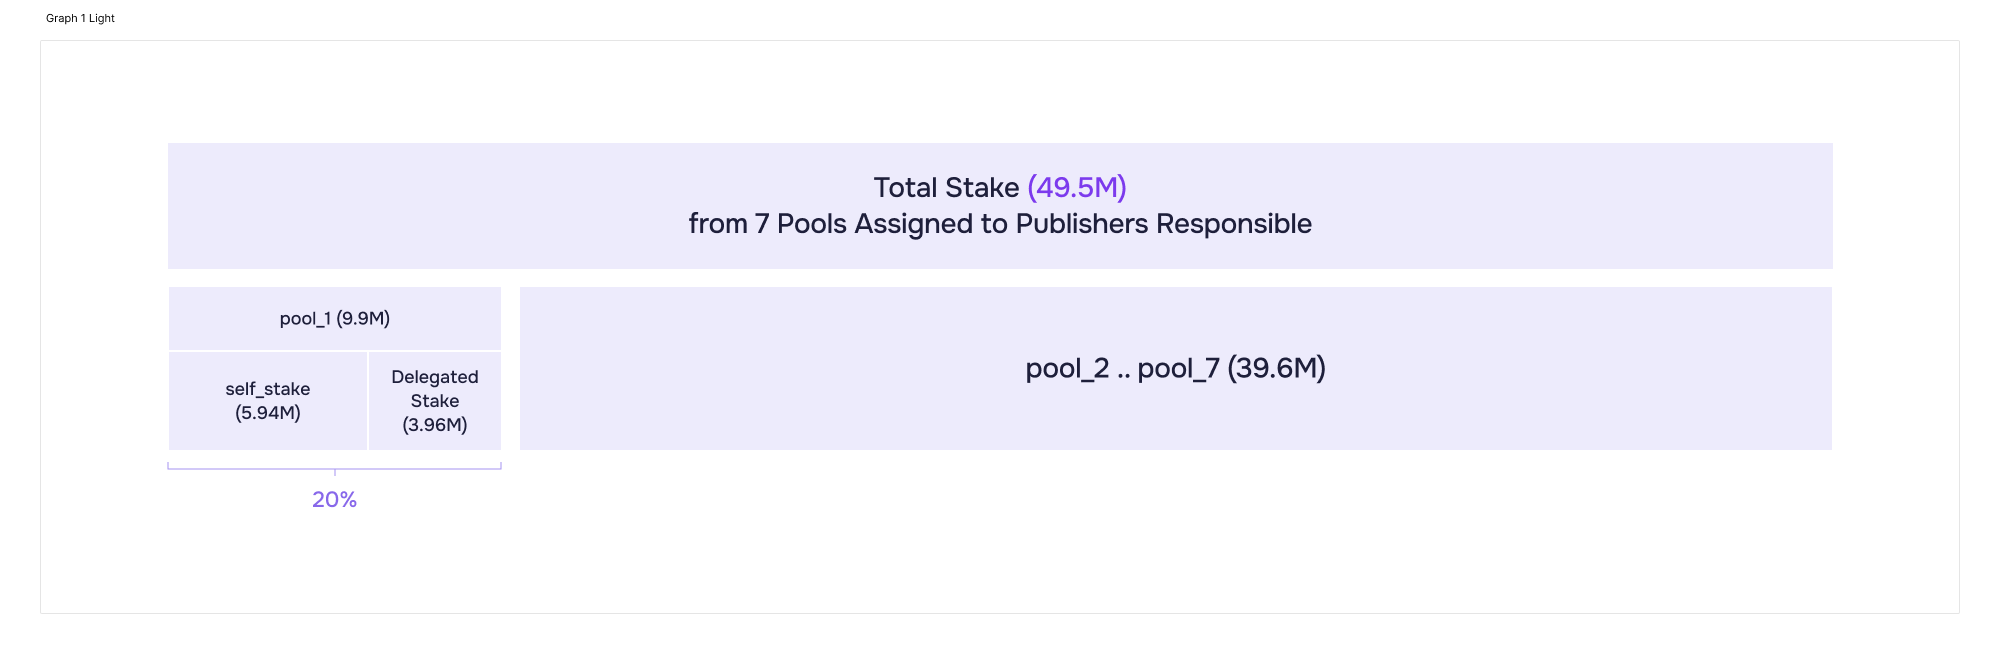 Graph 1 Light
Total Stake (49.5M)
from 7 Pools Assigned to Publishers Responsible
pool_1 (9.9M)
self_stake
(5.94M)
Delegated
Stake
(3.96M)
pool_2 .. pool_7 (39.6M)
20%